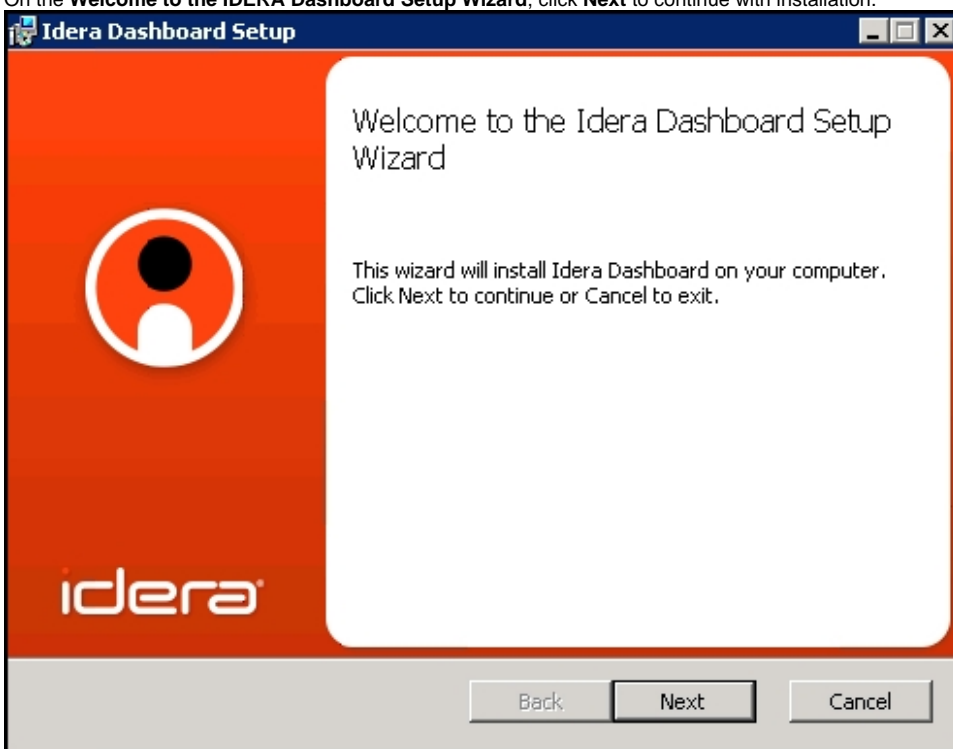 On the Welcome to the IDERA Dashboard Setup Wizard, click Next to continue with installation.
Idera Dashboard Setup
Welcome to the Idera Dashboard Setup
Wizard
This wizard will install Idera Dashboard on your computer.
Click Next to continue or Cancel to exit.
idera
Back
Next
Cancel